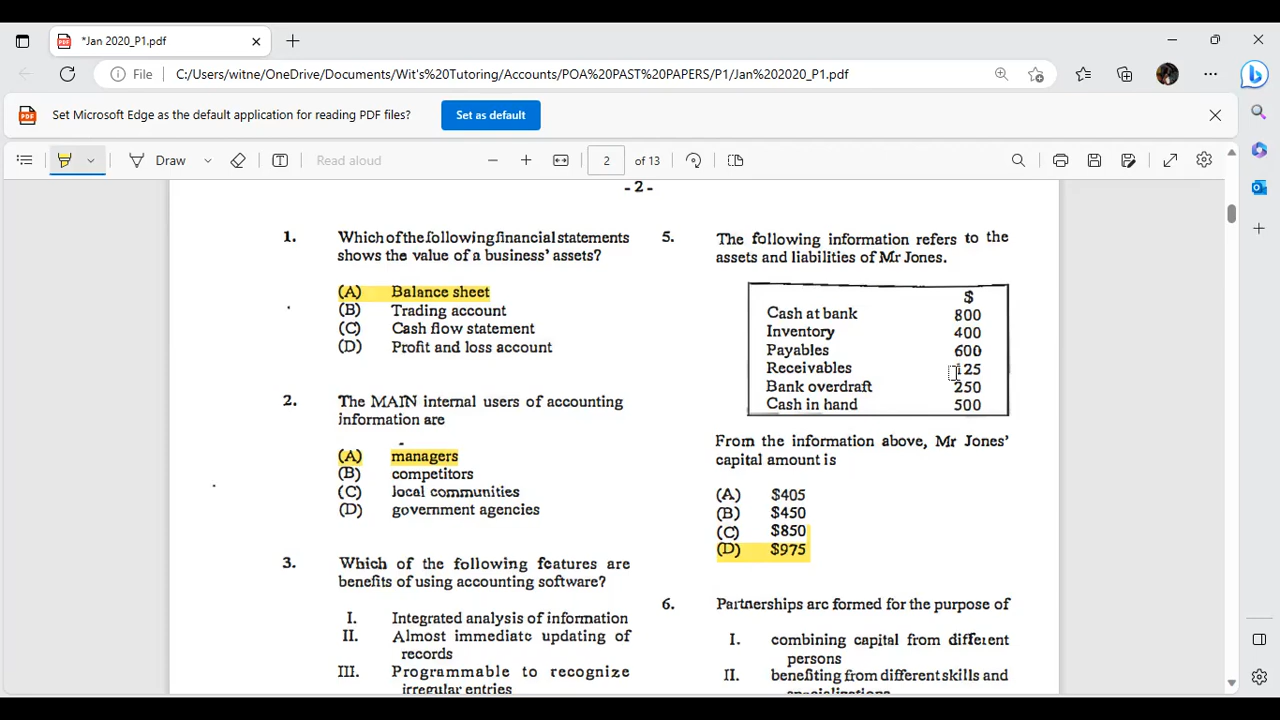 *Jan 2020_P1.pdf
File
C:/Users/witne/OneDrive/Documents/Wit's%20Tutoring/Accounts/POA%20PAST%20PAPERS/P1/Jan%202020_P1.pdf
Set Microsoft Edge as the default application for reading PDF files?
Set as default
Draw
Read aloud
2
of 13
- 2 -
1. Which of the following financial statements
shows the value of a business' assets?
(A) Balance sheet
(B) Trading account
(C) Cash flow statement
(D) Profit and loss account
2. The MAIN internal users of accounting
information are
(A) managers
(B) competitors
(C) local communities
(D) government agencies
3. Which of the following features are
benefits of using accounting software?
I. Integrated analysis of information
II. Almost immediate updating of
records
III. Programmable to recognize
irregular entries
5. The following information refers to the
assets and liabilities of Mr Jones.
$
Cash at bank 800
Inventory 400
Payables 600
Receivables 125
Bank overdraft 250
Cash in hand 500
From the information above, Mr Jones'
capital amount is
(A) $405
(B) $450
(C) $850
(D) $975
6. Partnerships are formed for the purpose of
I. combining capital from different
persons
II. benefiting from different skills and
specializations